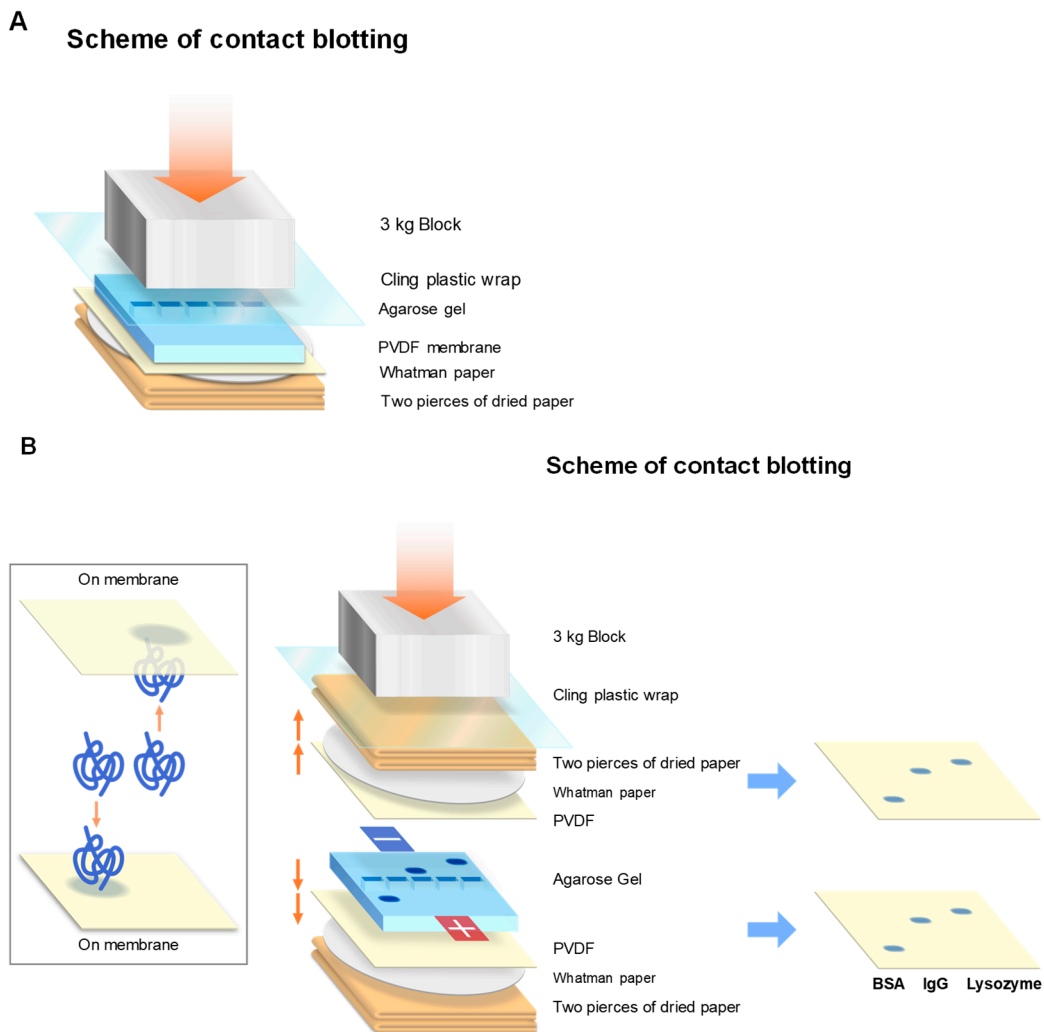 A
Scheme of contact blotting
3 kg Block
Cling plastic wrap
Agarose gel
PVDF membrane
Whatman paper
Two pierces of dried paper
B
Scheme of contact blotting
On membrane
On membrane
3 kg Block
Cling plastic wrap
Two pierces of dried paper
Whatman paper
PVDF
−
Agarose Gel
+
PVDF
Whatman paper
Two pierces of dried paper
BSA IgG Lysozyme